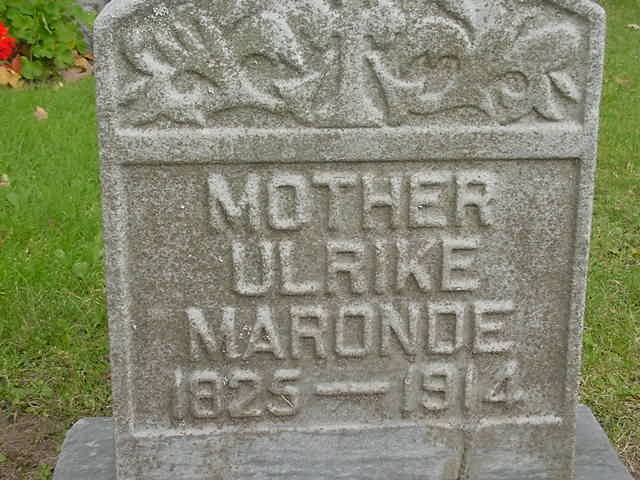 MOTHER
ULRIKE
MARONDE
1825 — 1914